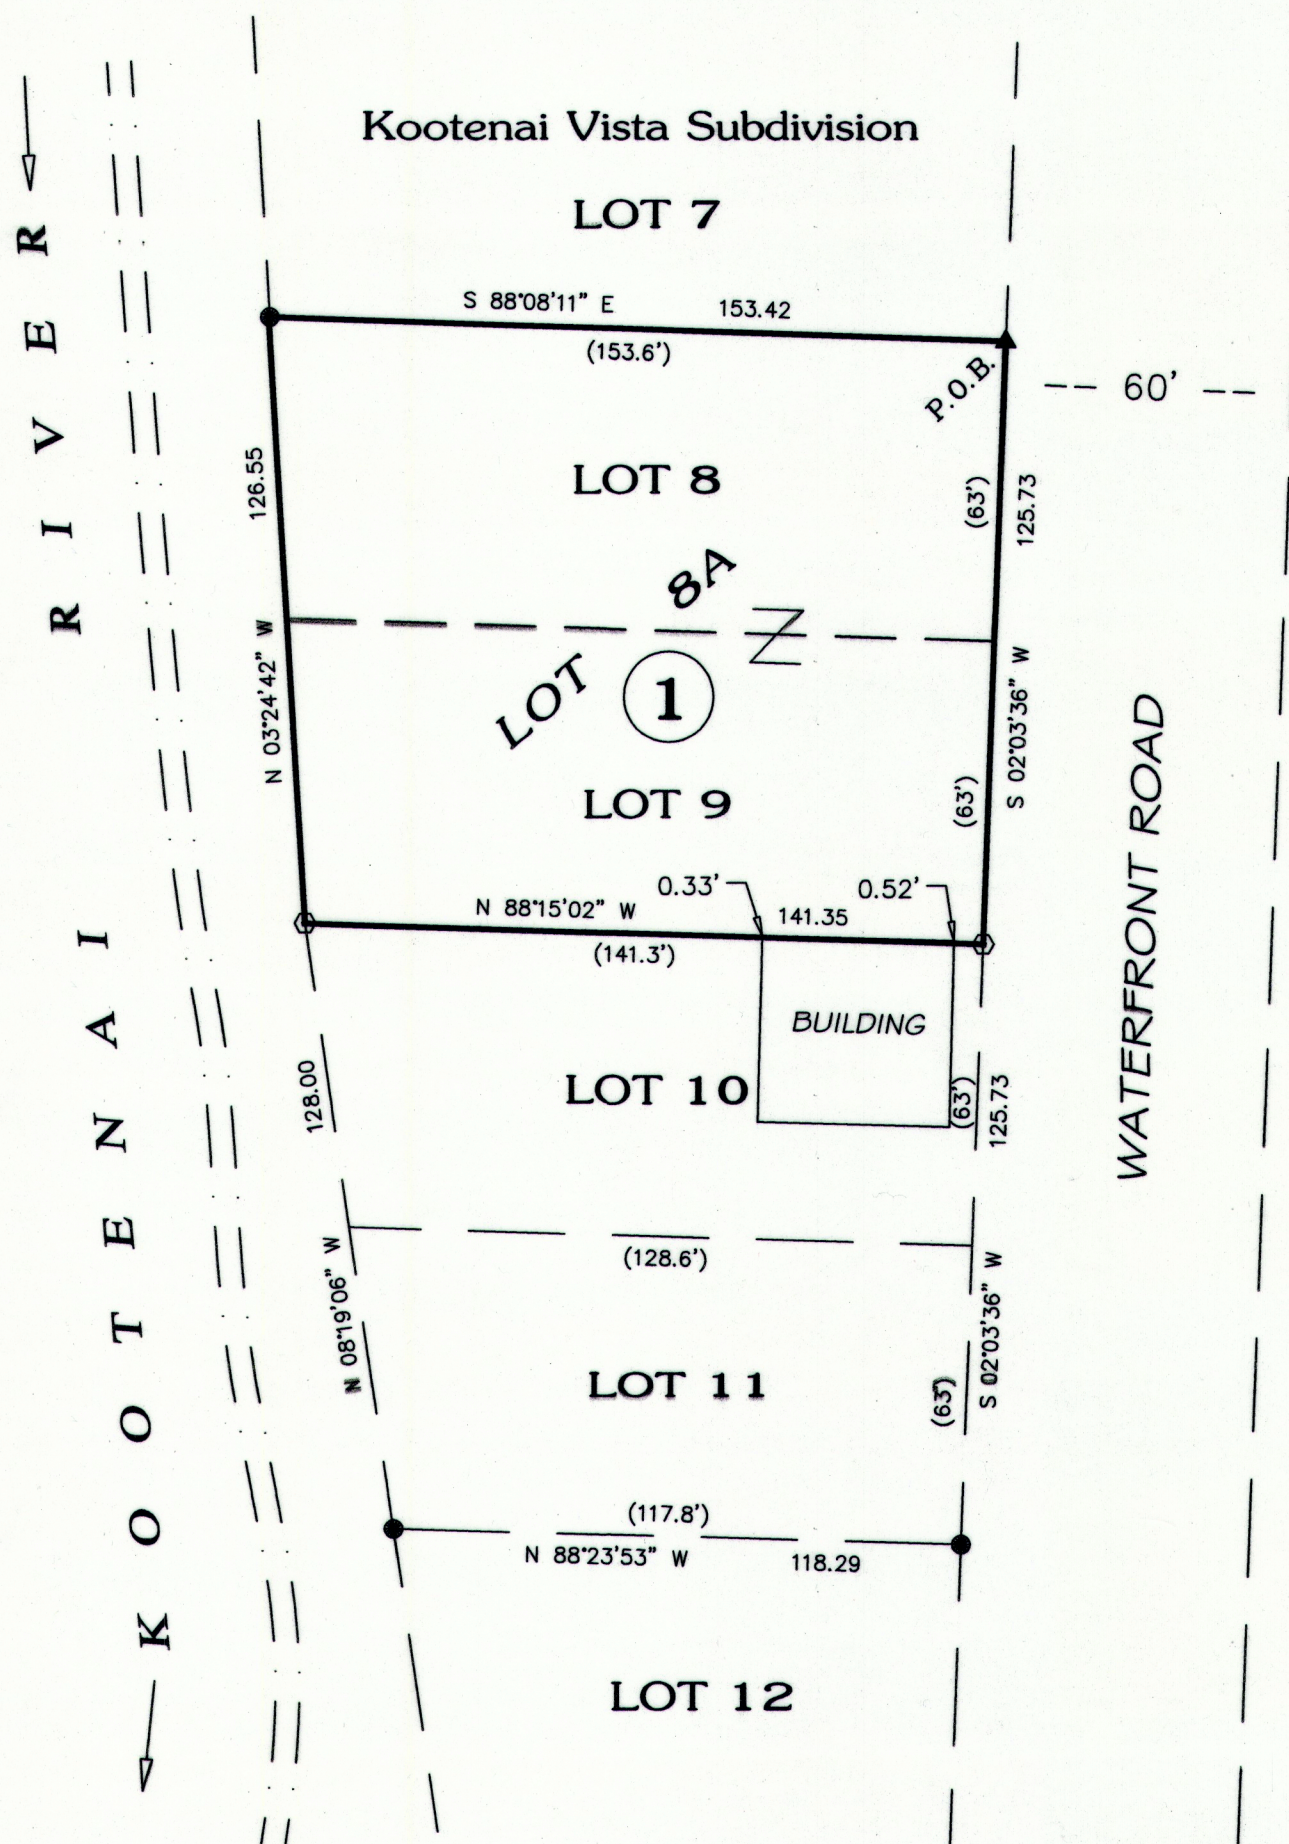 Kootenai Vista Subdivision
LOT 7
S 88°08'11" E 153.42
(153.6')
P.O.B.
-- 60' --
126.55
N 03°24'42" W
LOT 8
(63')
125.73
LOT 8A
1
S 02°03'36" W
LOT 9
(63')
0.33'
0.52'
N 88°15'02" W 141.35
(141.3')
BUILDING
LOT 10
128.00
(63')
125.73
N 08°19'06" W
(128.6')
S 02°03'36" W
LOT 11
(63')
(117.8')
N 88°23'53" W 118.29
LOT 12
KOOTENAI RIVER
WATERFRONT ROAD